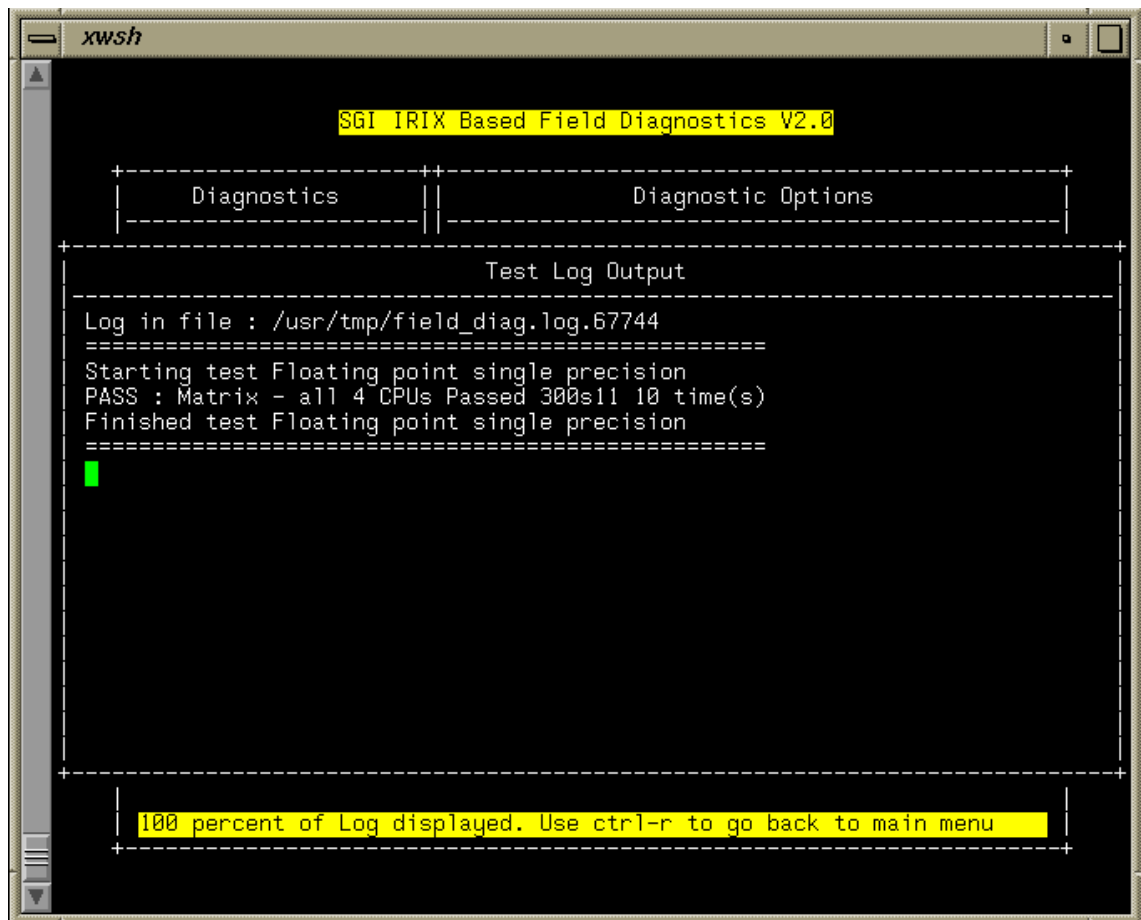 xwsh
SGI IRIX Based Field Diagnostics V2.0
Diagnostics
Diagnostic Options
Test Log Output
Log in file : /usr/tmp/field_diag.log.67744
===================================================
Starting test Floating point single precision
PASS : Matrix - all 4 CPUs Passed 300s11 10 time(s)
Finished test Floating point single precision
===================================================
100 percent of Log displayed. Use ctrl-r to go back to main menu